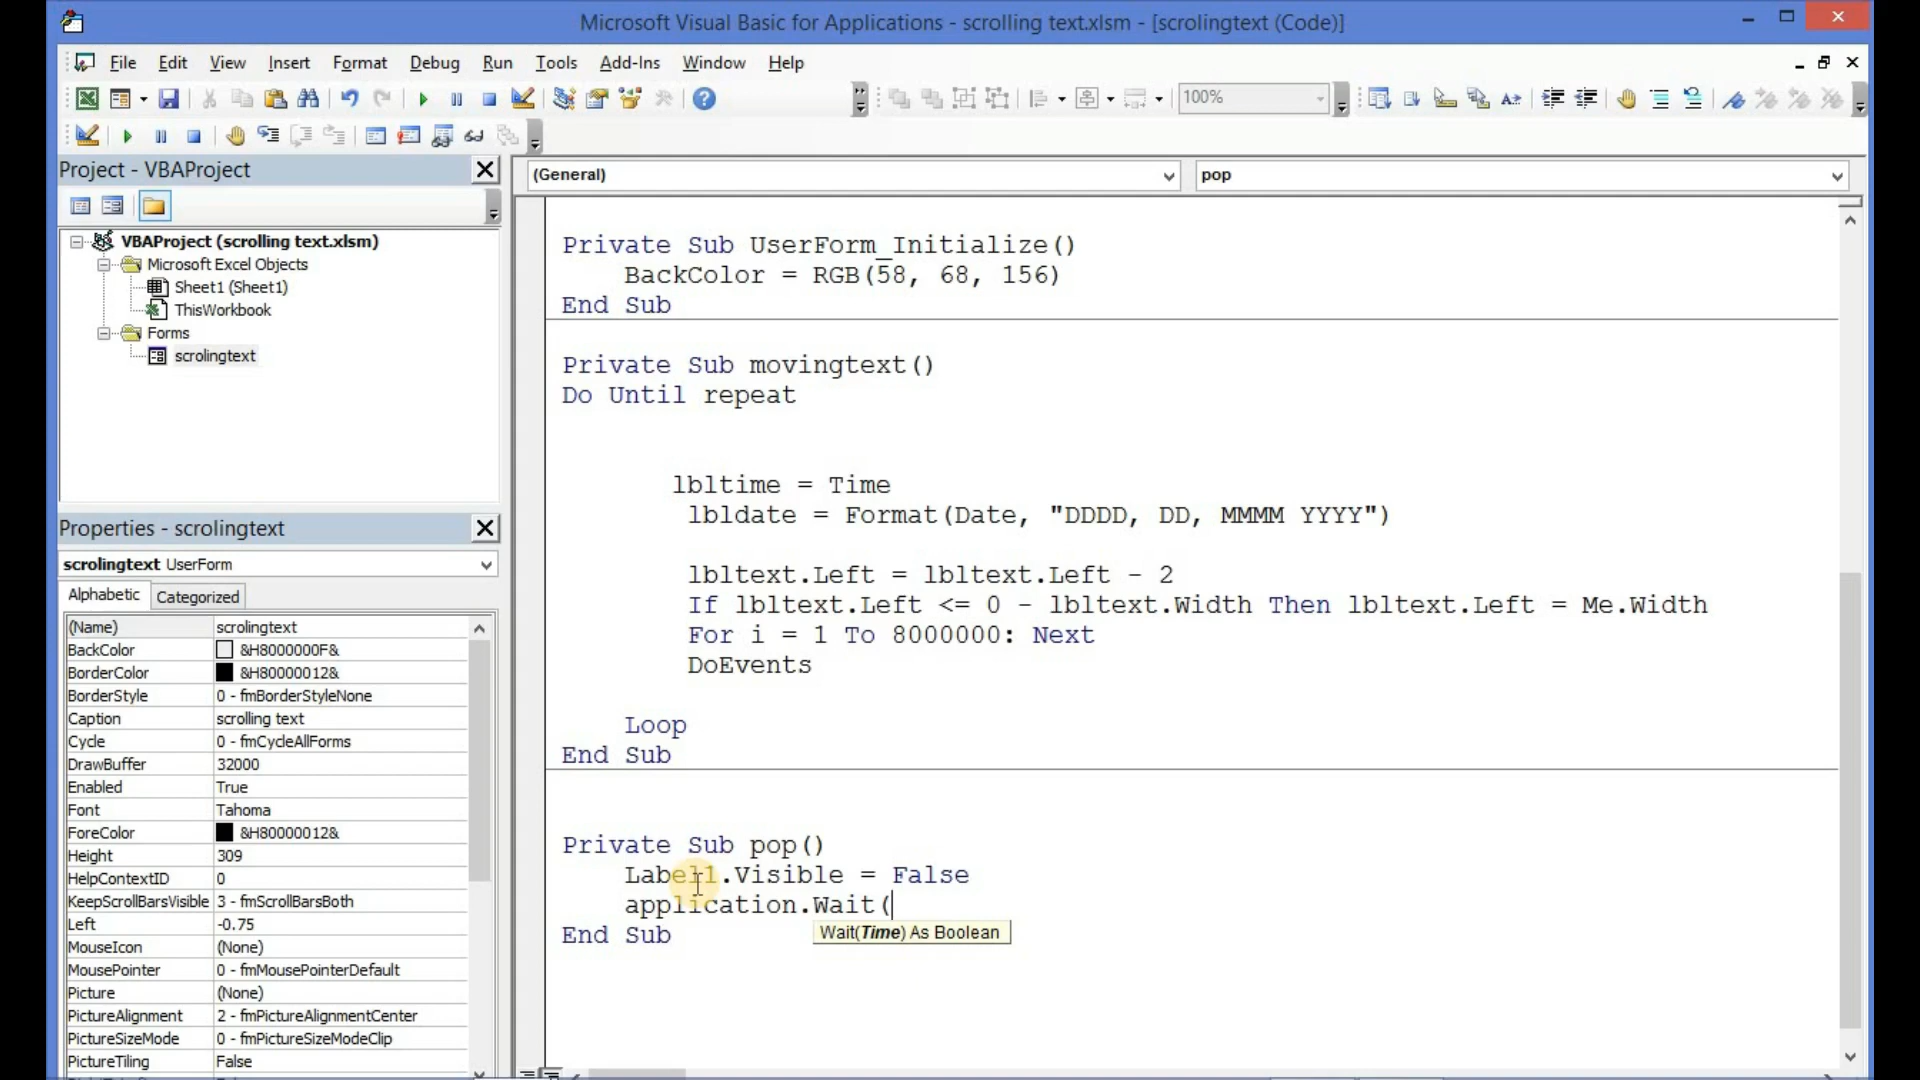 Microsoft Visual Basic for Applications - scrolling text.xlsm - [scrolingtext (Code)]
File Edit View Insert Format Debug Run Tools Add-Ins Window Help
100%
Project - VBAProject
(General)
pop
VBAProject (scrolling text.xlsm)
Microsoft Excel Objects
Sheet1 (Sheet1)
ThisWorkbook
Forms
scrolingtext
Properties - scrolingtext
scrolingtext UserForm
Alphabetic Categorized
(Name) scrolingtext
BackColor &H8000000F&
BorderColor &H80000012&
BorderStyle 0 - fmBorderStyleNone
Caption scrolling text
Cycle 0 - fmCycleAllForms
DrawBuffer 32000
Enabled True
Font Tahoma
ForeColor &H80000012&
Height 309
HelpContextID 0
KeepScrollBarsVisible 3 - fmScrollBarsBoth
Left -0.75
MouseIcon (None)
MousePointer 0 - fmMousePointerDefault
Picture (None)
PictureAlignment 2 - fmPictureAlignmentCenter
PictureSizeMode 0 - fmPictureSizeModeClip
PictureTiling False
Private Sub UserForm_Initialize()
BackColor = RGB(58, 68, 156)
End Sub
Private Sub movingtext()
Do Until repeat
lbltime = Time
lbldate = Format(Date, "DDDD, DD, MMMM YYYY")
lbltext.Left = lbltext.Left - 2
If lbltext.Left <= 0 - lbltext.Width Then lbltext.Left = Me.Width
For i = 1 To 8000000: Next
DoEvents
Loop
End Sub
Private Sub pop()
Label1.Visible = False
application.Wait(
Wait(Time) As Boolean
End Sub